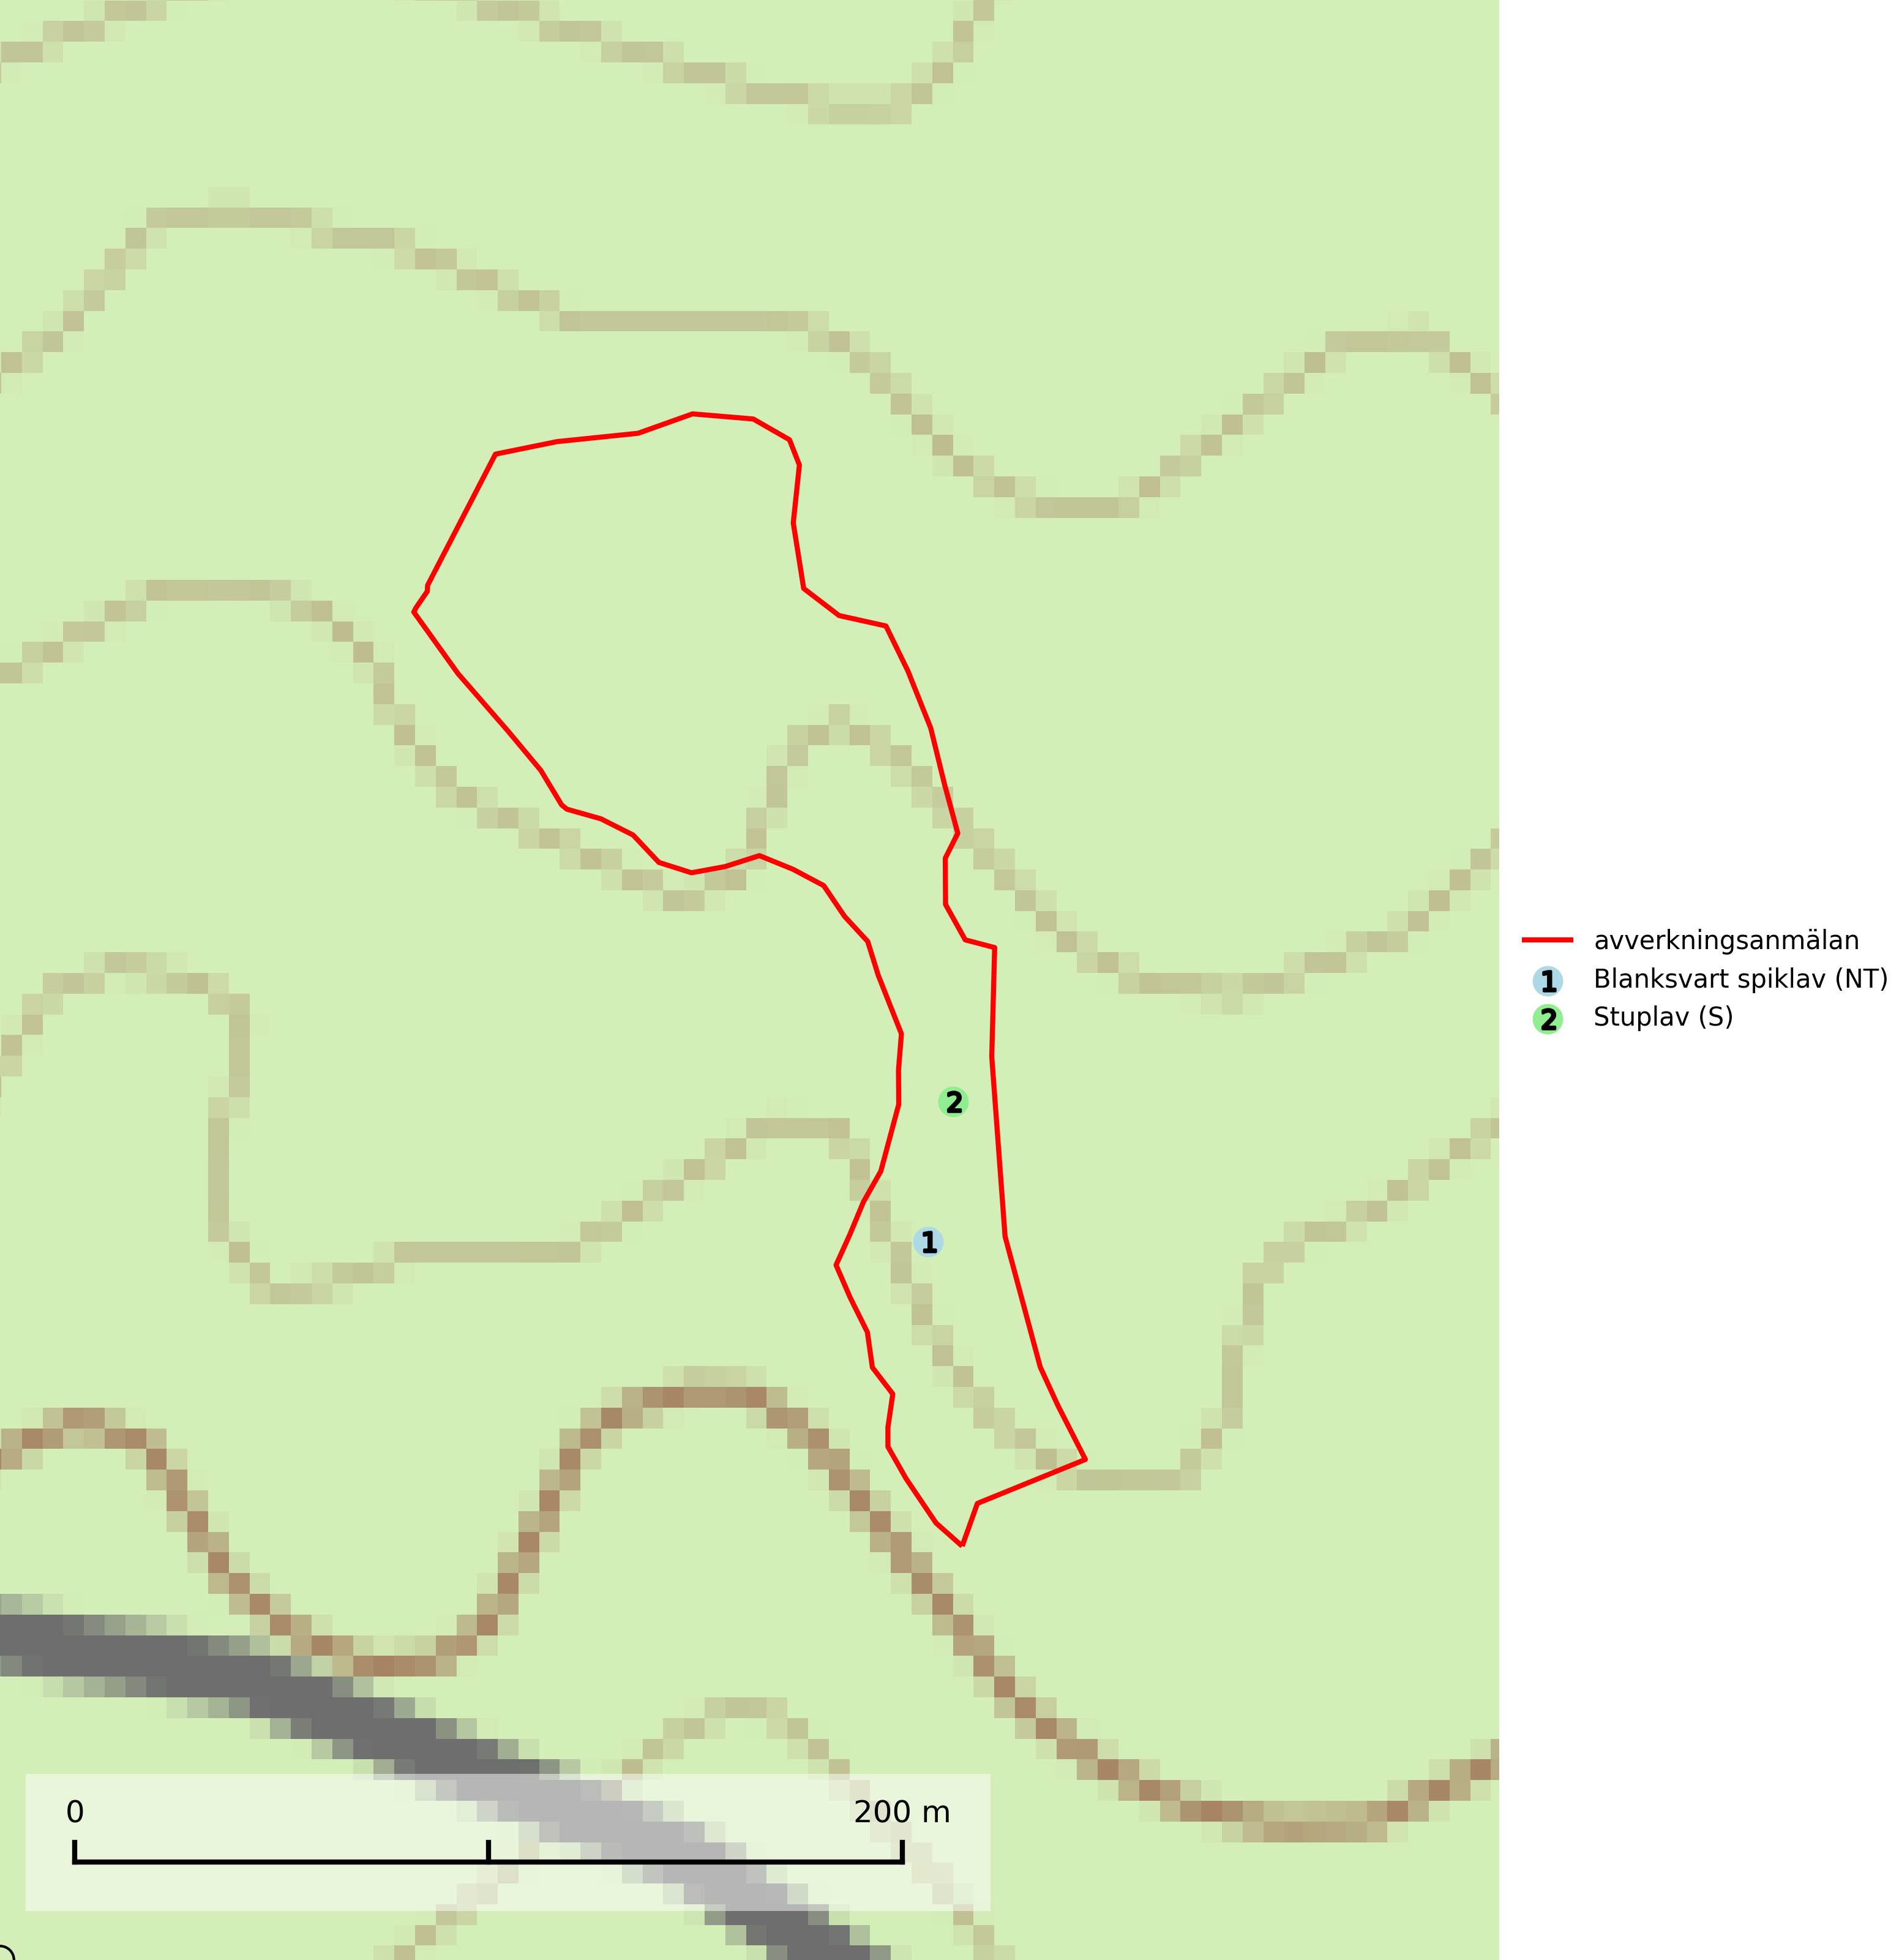 avverkningsanmälan
1 Blanksvart spiklav (NT)
2 Stuplav (S)
2
1
0 200 m